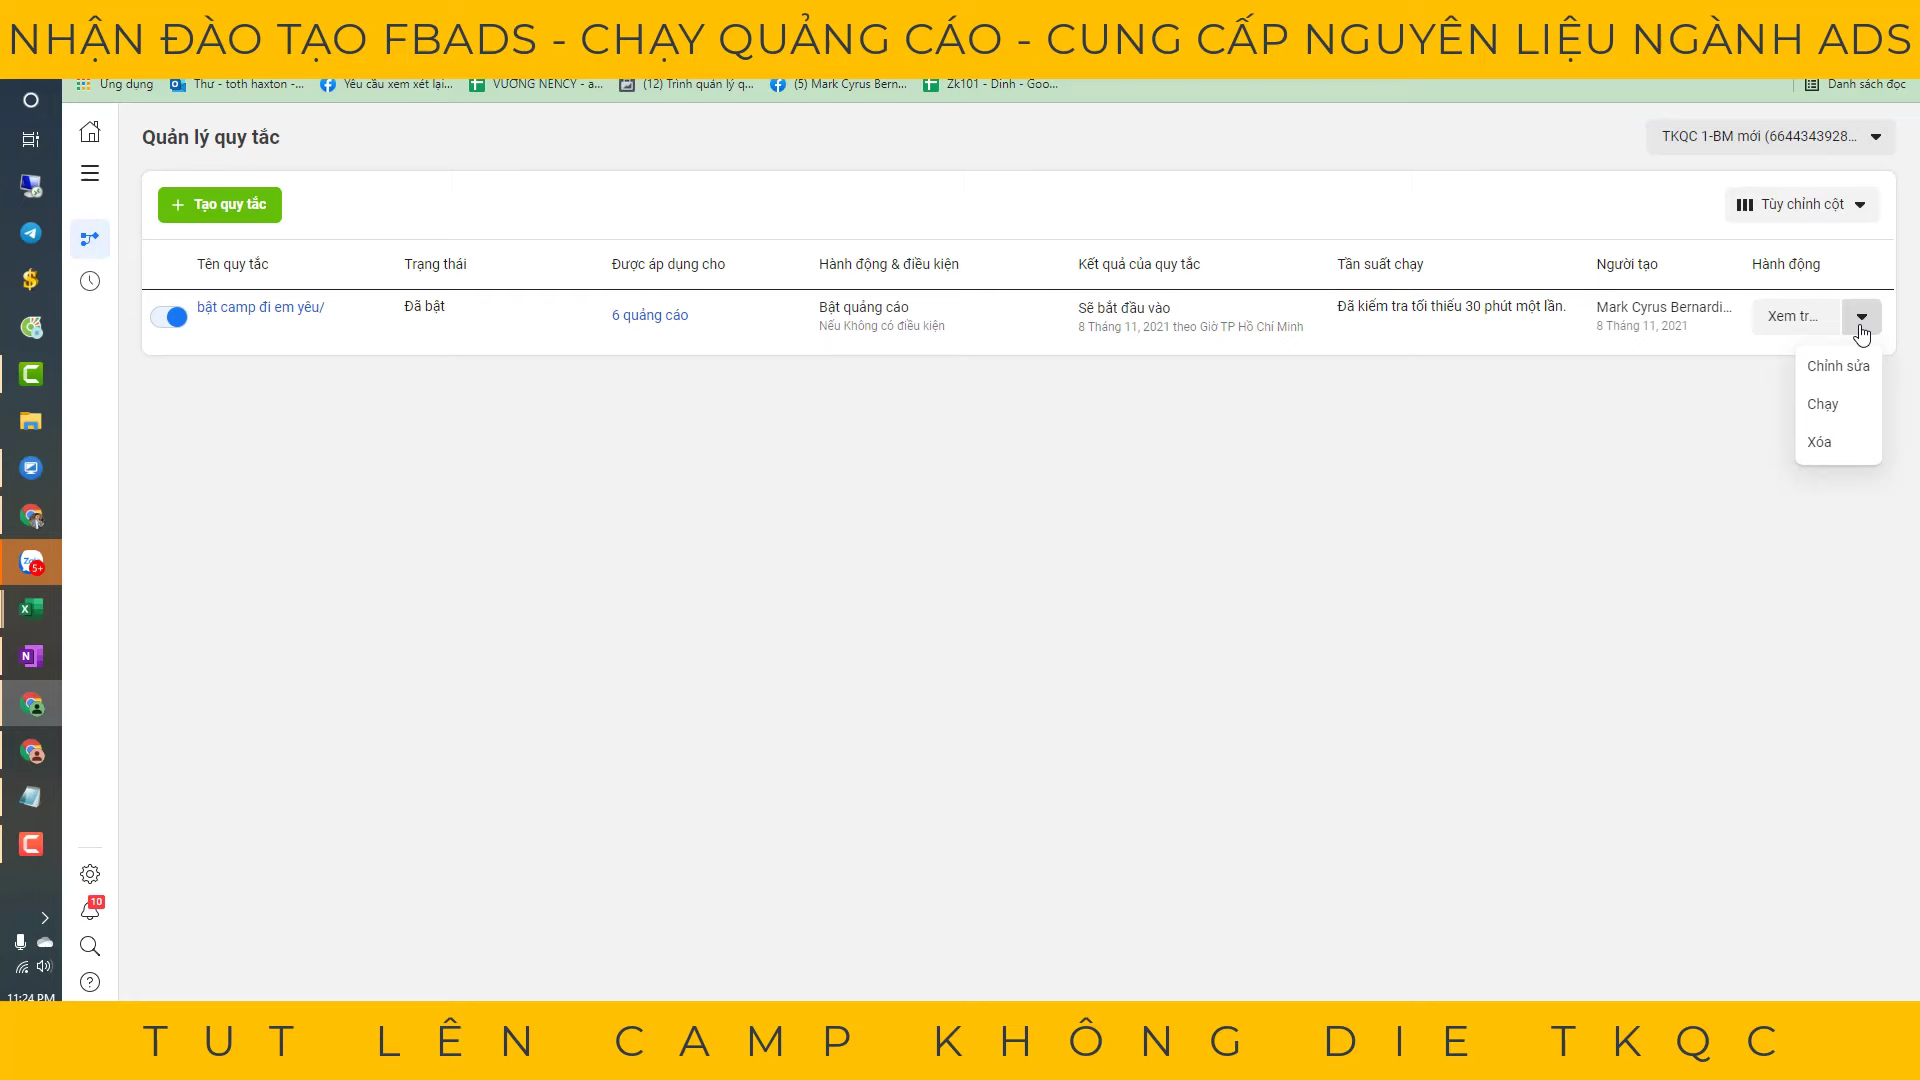 NHẬN ĐÀO TẠO FBADS - CHẠY QUẢNG CÁO - CUNG CẤP NGUYÊN LIỆU NGÀNH ADS
Ứng dụng Thư - toth haxton -... Yêu cầu xem xét lại... VƯƠNG NENCY - a... (12) Trình quản lý q... (5) Mark Cyrus Bern... Zk101 - Dinh - Goo... Danh sách đọc
Quản lý quy tắc
TKQC 1-BM mới (6644343928...
+ Tạo quy tắc
Tùy chỉnh cột
Tên quy tắc Trạng thái Được áp dụng cho Hành động & điều kiện Kết quả của quy tắc Tần suất chạy Người tạo Hành động
bật camp đi em yêu/ Đã bật 6 quảng cáo Bật quảng cáo Sẽ bắt đầu vào Đã kiểm tra tối thiểu 30 phút một lần. Mark Cyrus Bernardi... Xem tr...
Nếu Không có điều kiện 8 Tháng 11, 2021 theo Giờ TP Hồ Chí Minh 8 Tháng 11, 2021
Chỉnh sửa
Chạy
Xóa
5+
10
11:24 PM
TUT LÊN CAMP KHÔNG DIE TKQC